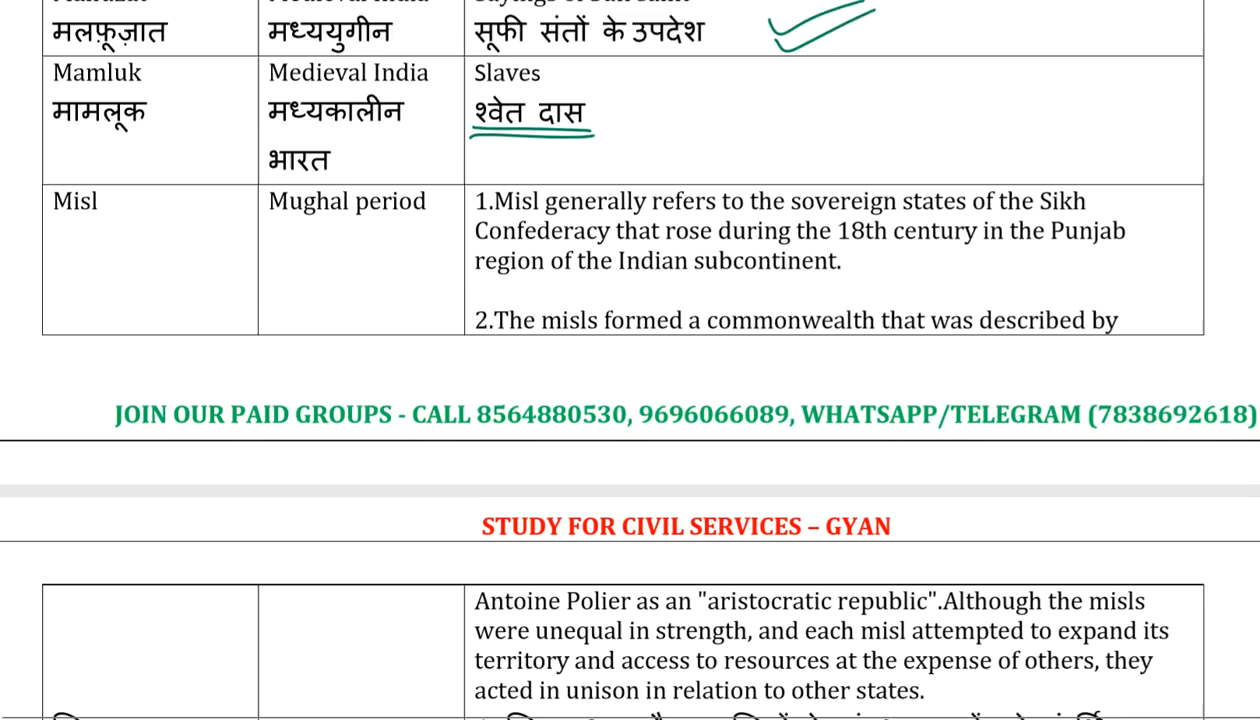 मलफ़ूज़ात मध्ययुगीन सूफी संतों के उपदेश
Mamluk Medieval India Slaves
मामलूक मध्यकालीन श्वेत दास
भारत
Misl Mughal period 1.Misl generally refers to the sovereign states of the Sikh
Confederacy that rose during the 18th century in the Punjab
region of the Indian subcontinent.
2.The misls formed a commonwealth that was described by
JOIN OUR PAID GROUPS - CALL 8564880530, 9696066089, WHATSAPP/TELEGRAM (7838692618)
STUDY FOR CIVIL SERVICES – GYAN
Antoine Polier as an "aristocratic republic".Although the misls
were unequal in strength, and each misl attempted to expand its
territory and access to resources at the expense of others, they
acted in unison in relation to other states.